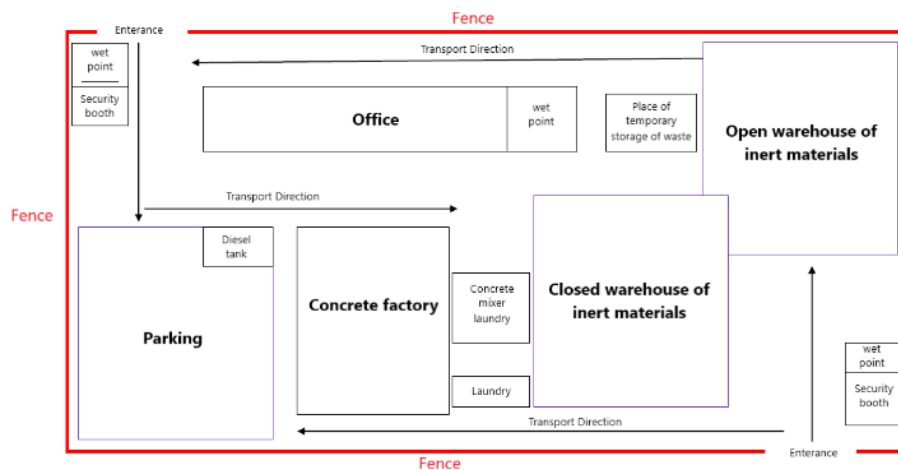 Fence
Enterance
wet
point
Security
booth
Transport Direction
Office
wet
point
Place of
temporary
storage of waste
Open warehouse of
inert materials
Transport Direction
Fence
Diesel
tank
Parking
Concrete factory
Concrete
mixer
laundry
Closed warehouse of
inert materials
Laundry
wet
point
Security
booth
Transport Direction
Enterance
Fence